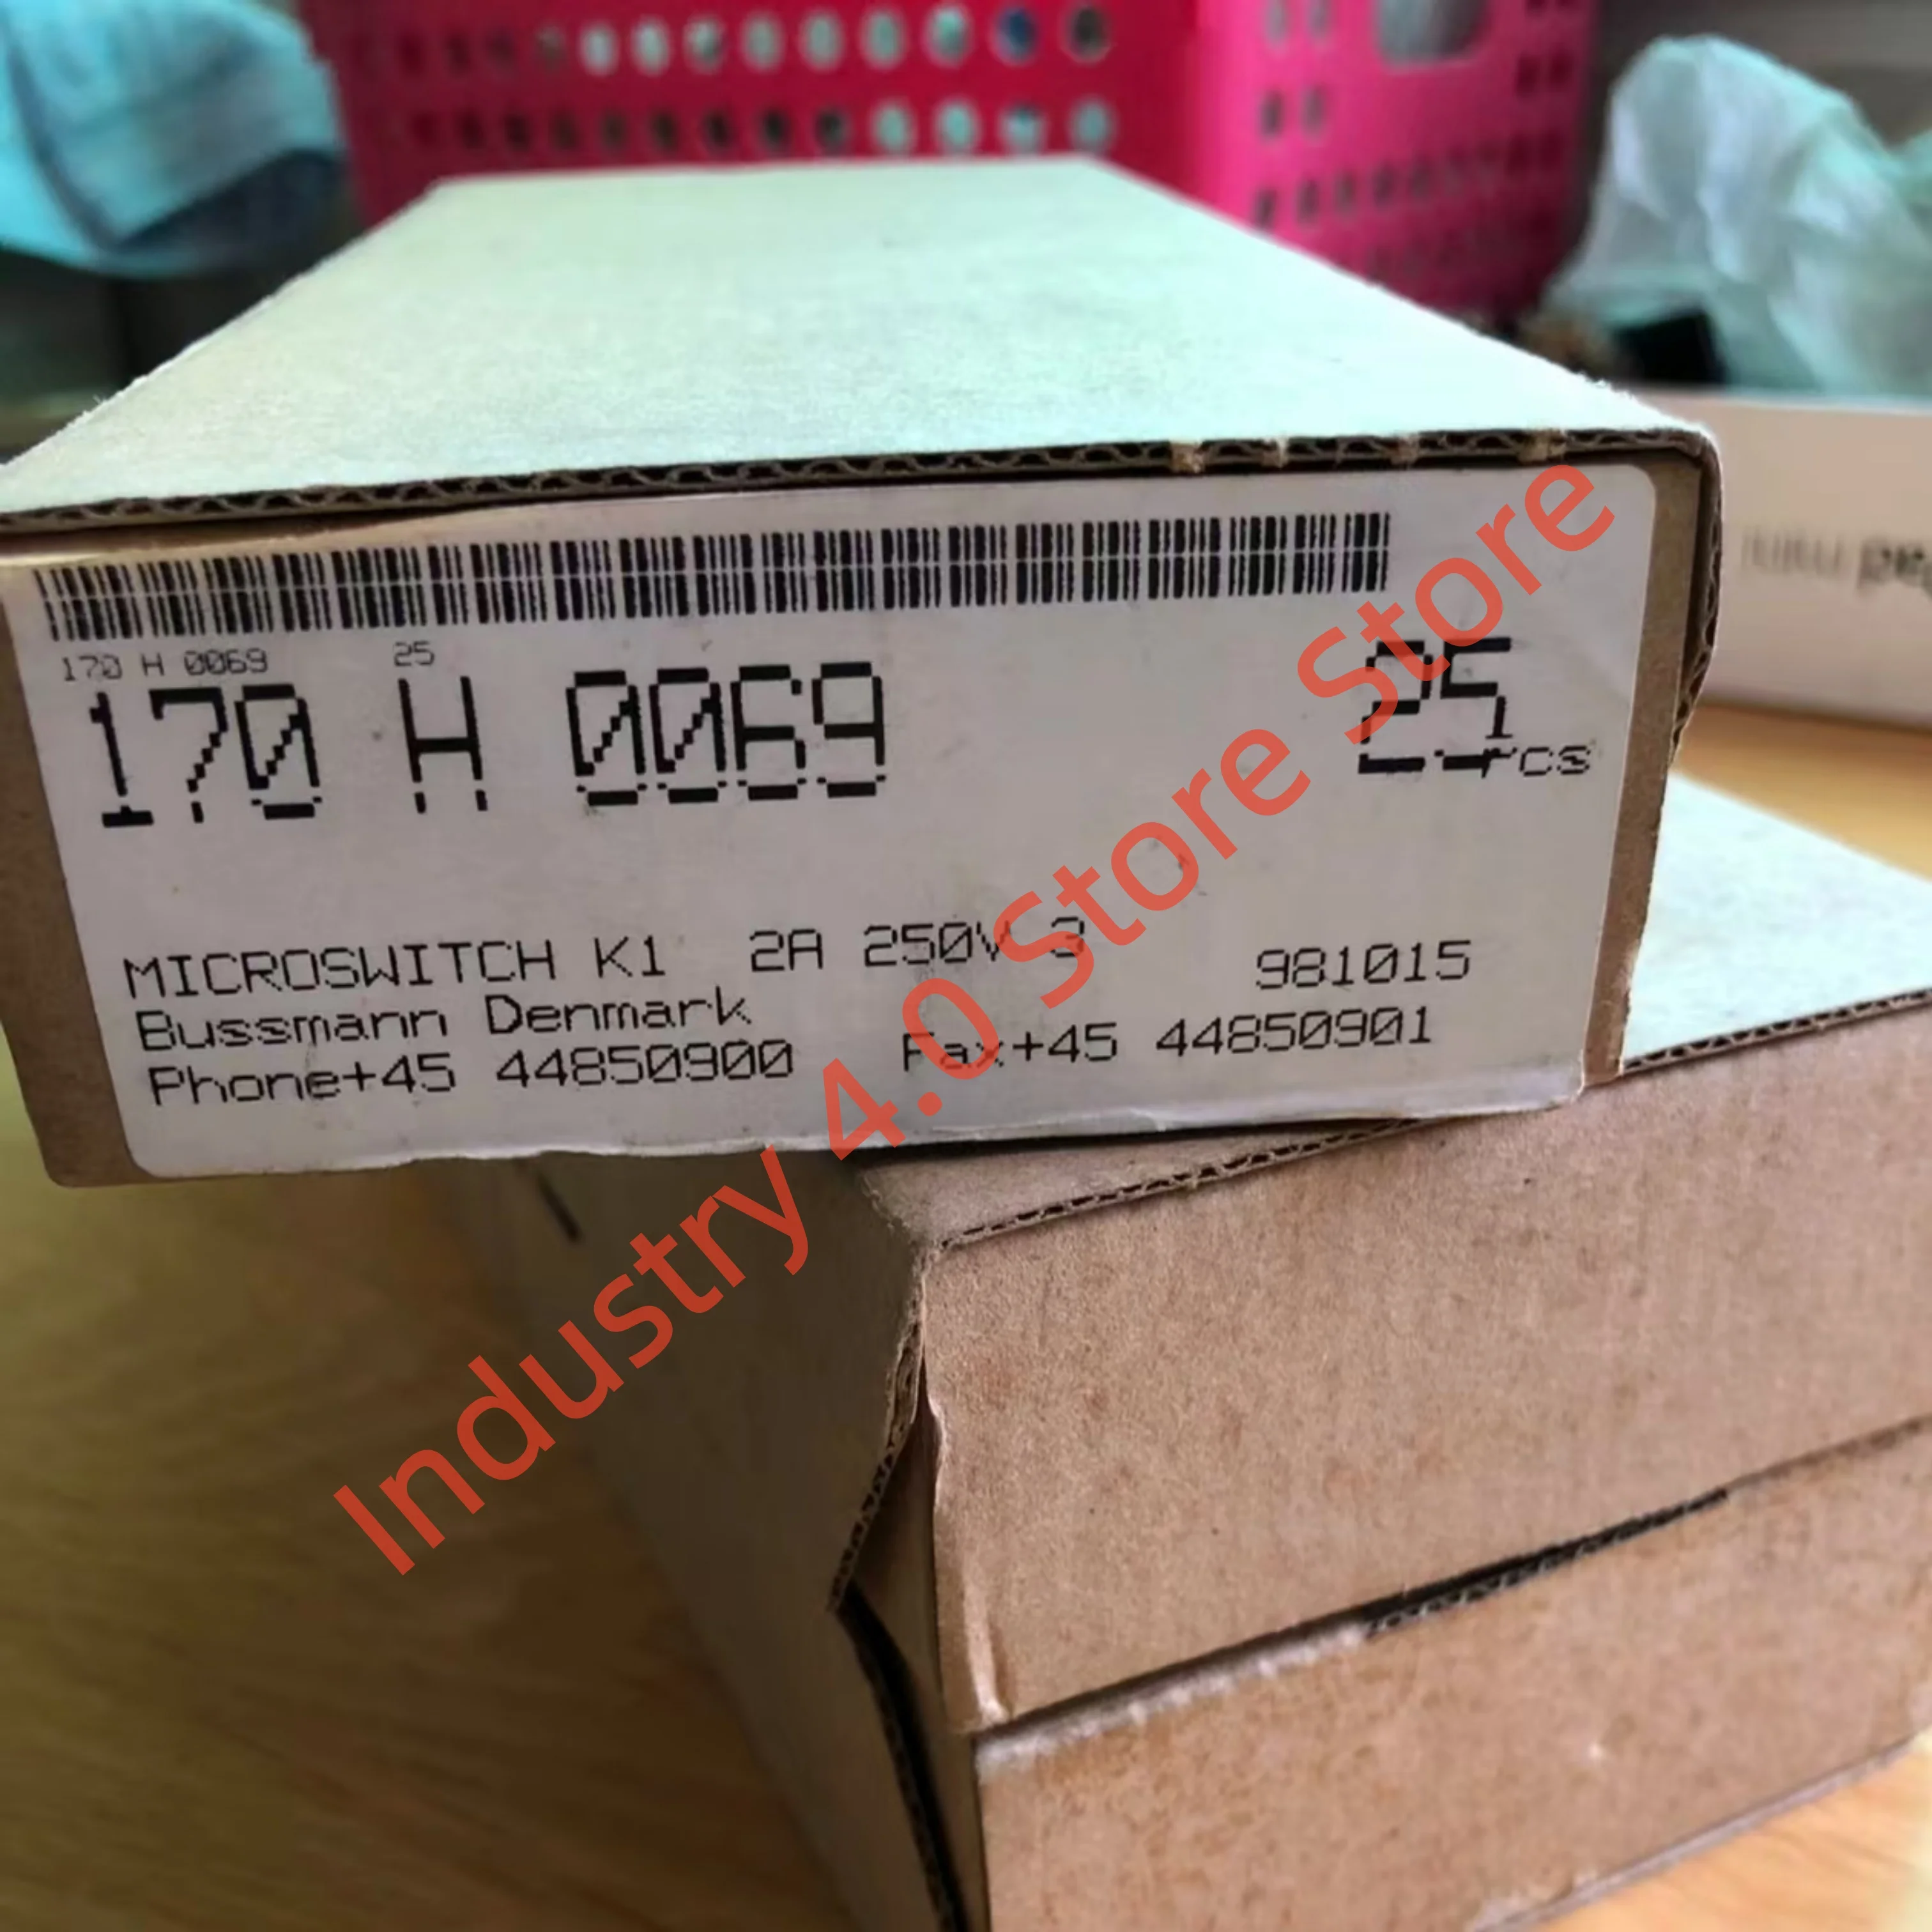 170 H 0069 25
170 H 0069 25 Pcs
MICROSWITCH K1 2A 250V 3 981015
Bussmann Denmark
Phone+45 44850900 Fax+45 44850901
Industry 4.0 Store Store